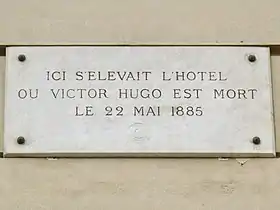 ICI S'ELEVAIT L'HOTEL
OU VICTOR HUGO EST MORT
LE 22 MAI 1885